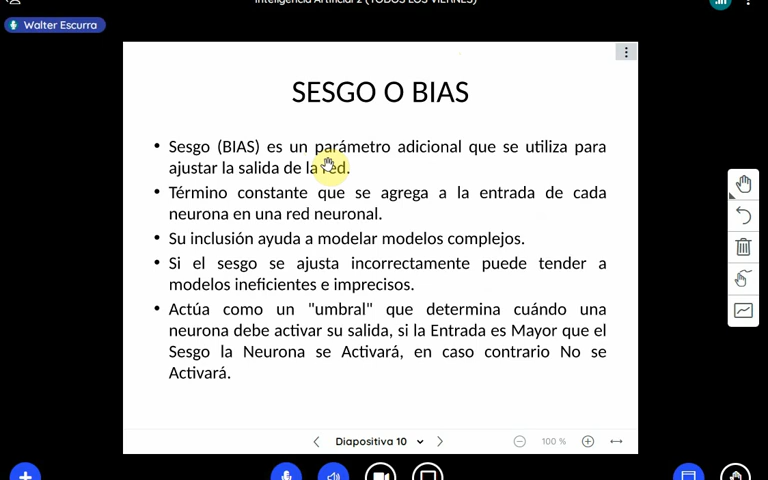 Inteligencia Artificial 2 (TODOS LOS VIERNES)
Walter Escurra
SESGO O BIAS
• Sesgo (BIAS) es un parámetro adicional que se utiliza para
ajustar la salida de la red.
• Término constante que se agrega a la entrada de cada
neurona en una red neuronal.
• Su inclusión ayuda a modelar modelos complejos.
• Si el sesgo se ajusta incorrectamente puede tender a
modelos ineficientes e imprecisos.
• Actúa como un "umbral" que determina cuándo una
neurona debe activar su salida, si la Entrada es Mayor que el
Sesgo la Neurona se Activará, en caso contrario No se
Activará.
Diapositiva 10
100 %